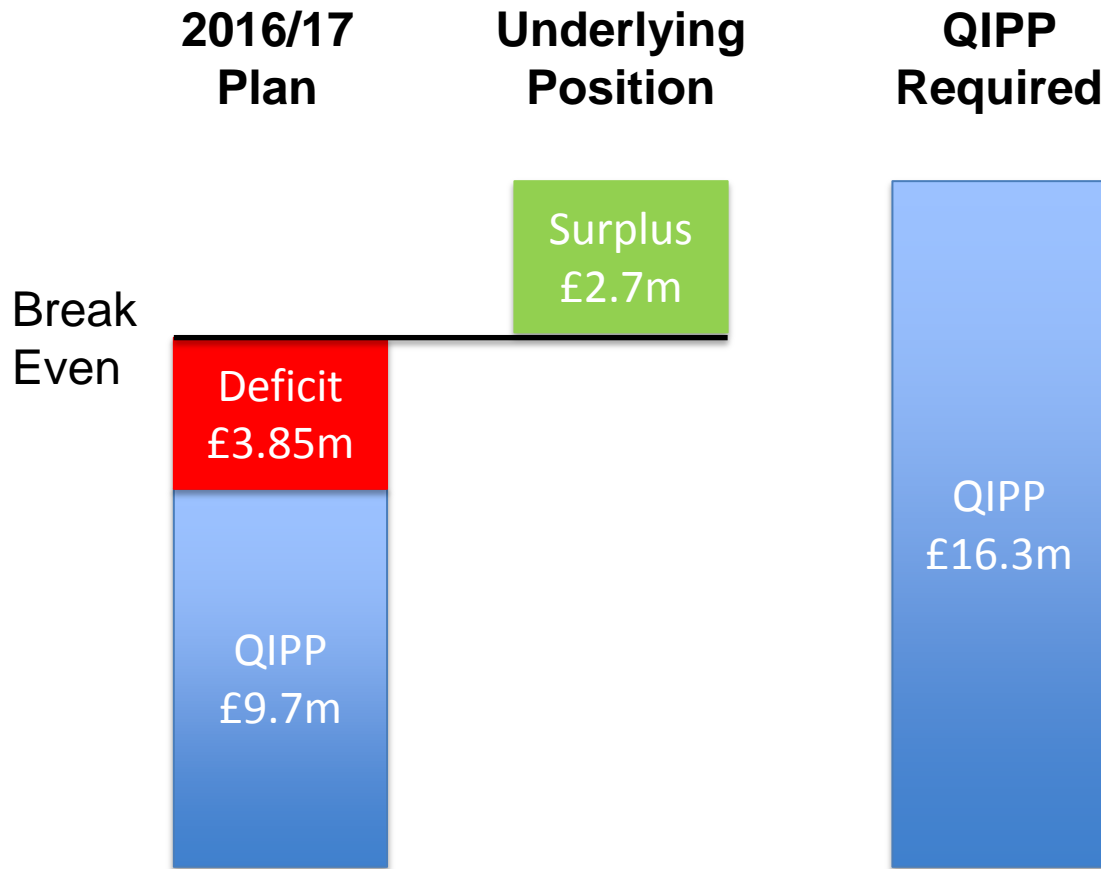 2016/17
Plan
Underlying
Position
QIPP
Required
Surplus
£2.7m
Break
Even
Deficit
£3.85m
QIPP
£16.3m
QIPP
£9.7m